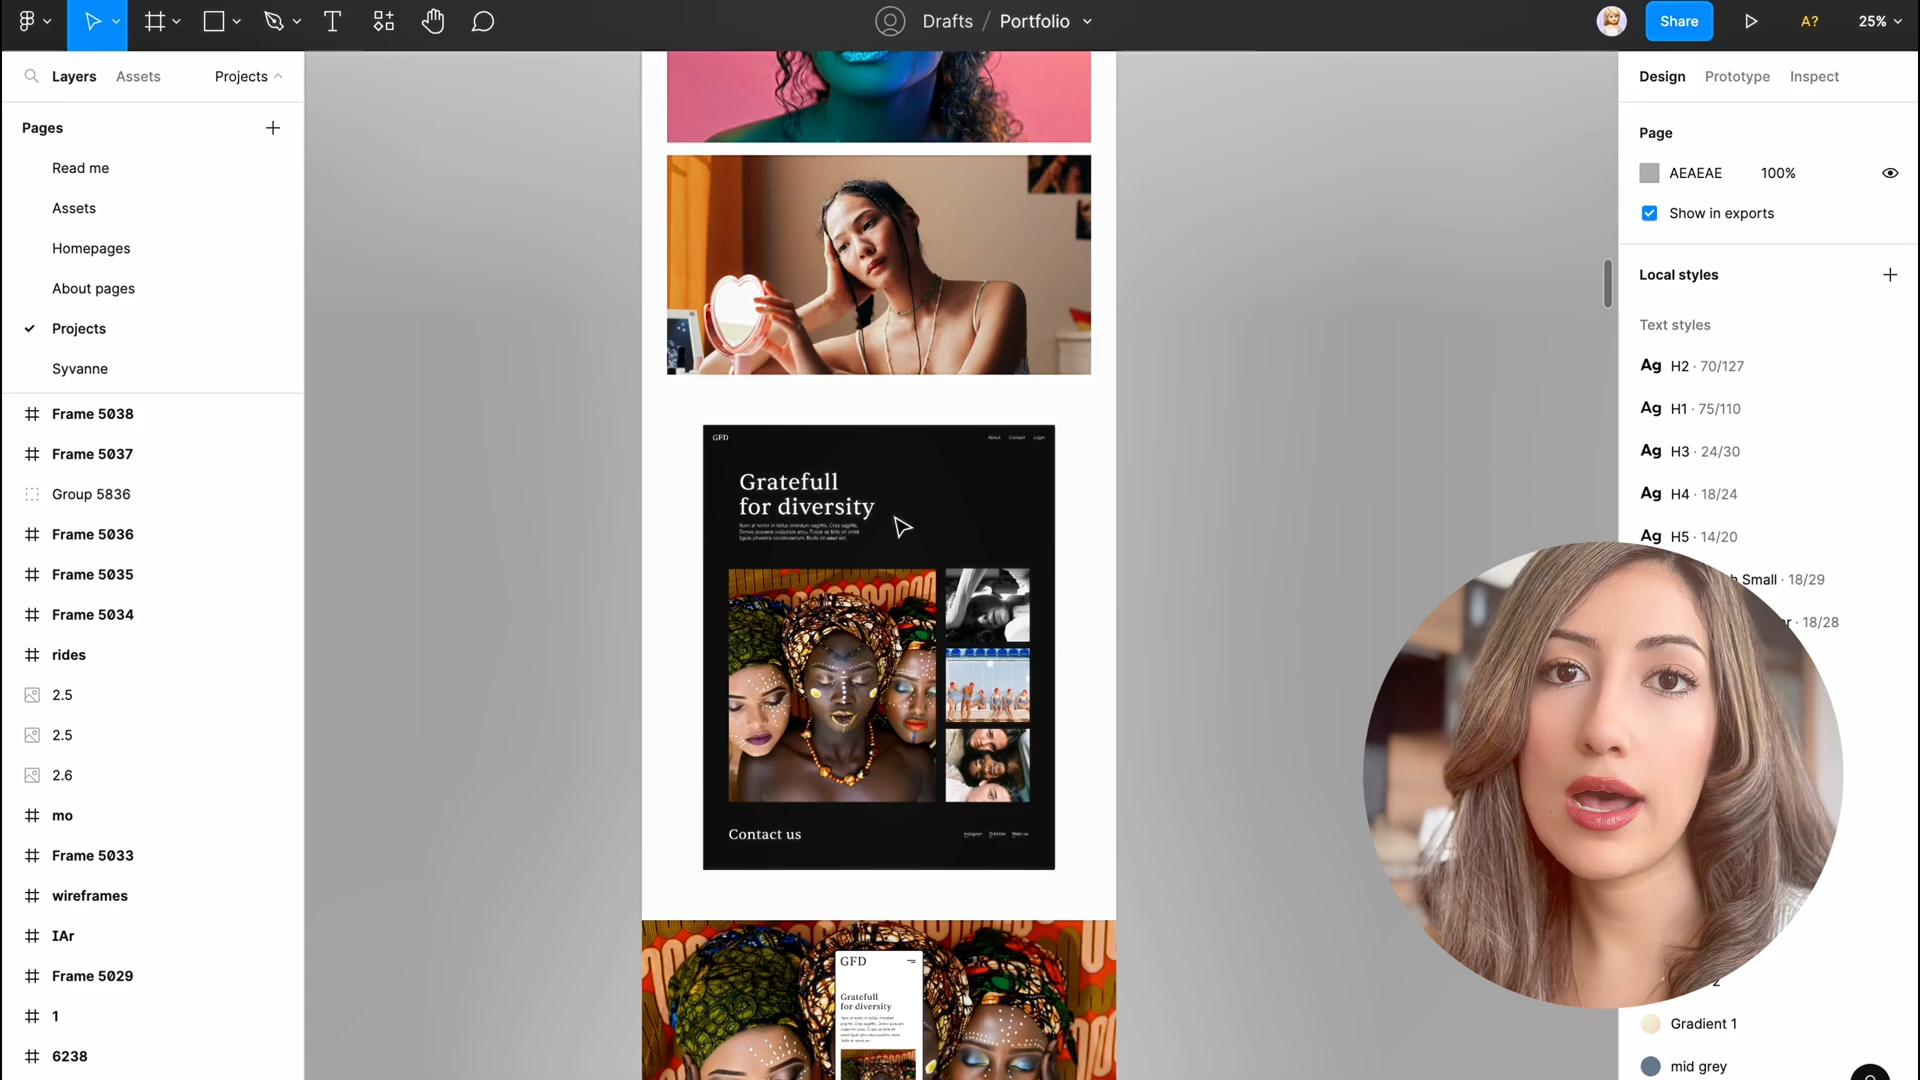 Drafts / Portfolio
Share
A?
25%
Layers
Assets
Projects
Pages
Read me
Assets
Homepages
About pages
Projects
Syvanne
Frame 5038
Frame 5037
Group 5836
Frame 5036
Frame 5035
Frame 5034
rides
2.5
2.5
2.6
mo
Frame 5033
wireframes
IAr
Frame 5029
1
6238
GFD
About
Contact
Login
Gratefull
for diversity
Contact us
Instagram
Dribbble
GFD
Gratefull
for diversity
Design
Prototype
Inspect
Page
AEAEAE
100%
Show in exports
Local styles
Text styles
Ag H2 · 70/127
Ag H1 · 75/110
Ag H3 · 24/30
Ag H4 · 18/24
Ag H5 · 14/20
Small · 18/29
· 18/28
Gradient 1
mid grey